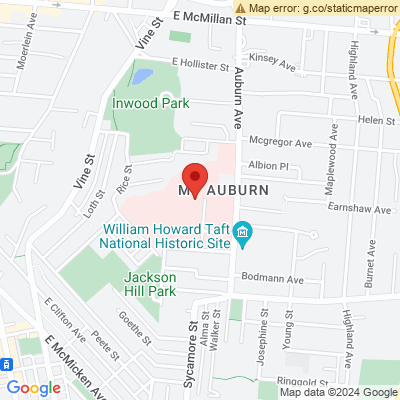 Map error: g.co/staticmaperror
E McMillan St
Moerlein Ave
Vine St
Auburn Ave
Highland Ave
Kinsey Ave
E Hollister St
Inwood Park
Helen St
Mcgregor Ave
Maplewood Ave
Vine St
Rice St
Albion Pl
Loth St
MT AUBURN
Earnshaw Ave
William Howard Taft
National Historic Site
Burnet Ave
Jackson
Hill Park
Bodmann Ave
E Clifton Ave
Goethe St
Peete St
E McMicken Ave
Sycamore St
Alma St
Walker St
Josephine St
Young St
Highland Ave
Ringgold St
Google
Map data ©2024 Google